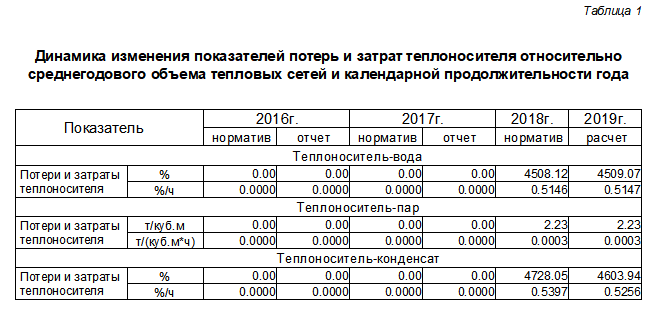 Таблица 1
Динамика изменения показателей потерь и затрат теплоносителя относительно
среднегодового объема тепловых сетей и календарной продолжительности года
Показатель 2016г. 2017г. 2018г. 2019г.
норматив отчет норматив отчет норматив расчет
Теплоноситель-вода
Потери и затраты теплоносителя % 0.00 0.00 0.00 0.00 4508.12 4509.07
%/ч 0.0000 0.0000 0.0000 0.0000 0.5146 0.5147
Теплоноситель-пар
Потери и затраты теплоносителя т/куб.м 0.00 0.00 0.00 0.00 2.23 2.23
т/(куб.м*ч) 0.0000 0.0000 0.0000 0.0000 0.0003 0.0003
Теплоноситель-конденсат
Потери и затраты теплоносителя % 0.00 0.00 0.00 0.00 4728.05 4603.94
%/ч 0.0000 0.0000 0.0000 0.0000 0.5397 0.5256